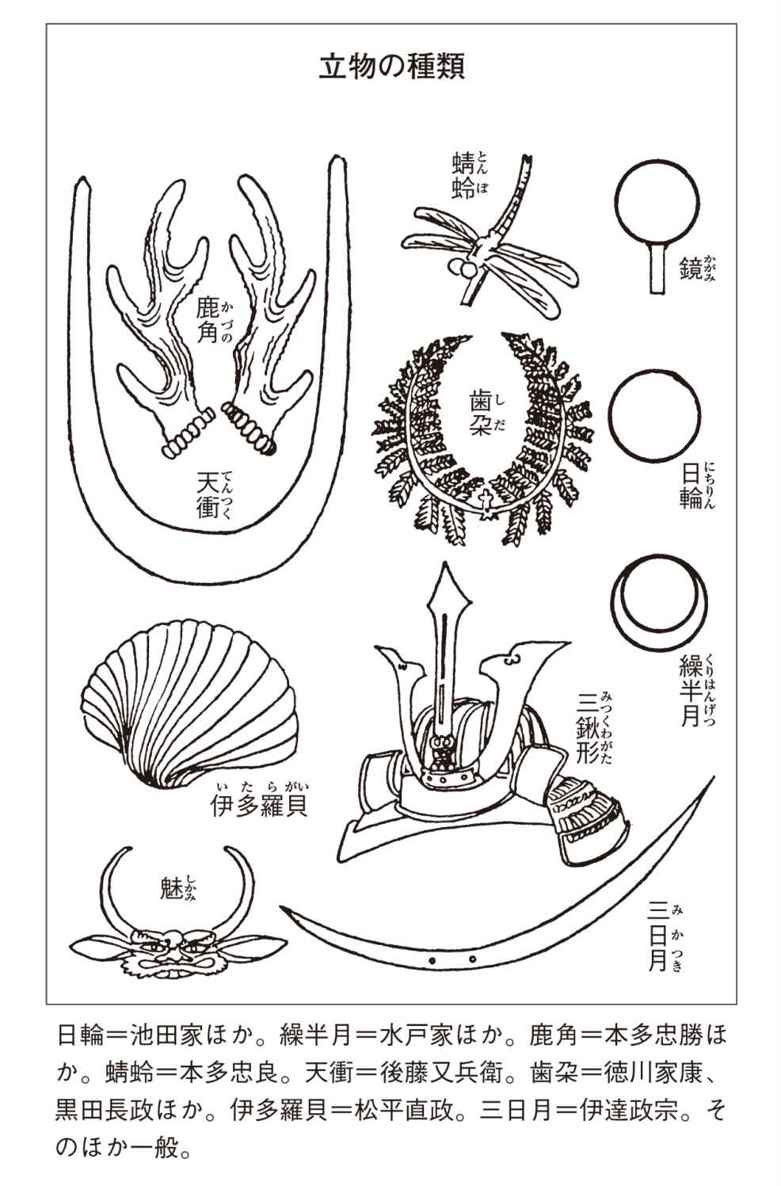 立物の種類
蜻蛉
とんぼ
鏡
かがみ
鹿角
かづの
歯朶
しだ
日輪
にちりん
天衝
てんつく
繰半月
くりはんげつ
三鍬形
みつくわがた
伊多羅貝
いたらがい
魅
しかみ
三日月
みかつき
日輪＝池田家ほか。繰半月＝水戸家ほか。鹿角＝本多忠勝ほ
か。蜻蛉＝本多忠良。天衝＝後藤又兵衛。歯朶＝徳川家康、
黒田長政ほか。伊多羅貝＝松平直政。三日月＝伊達政宗。そ
のほか一般。